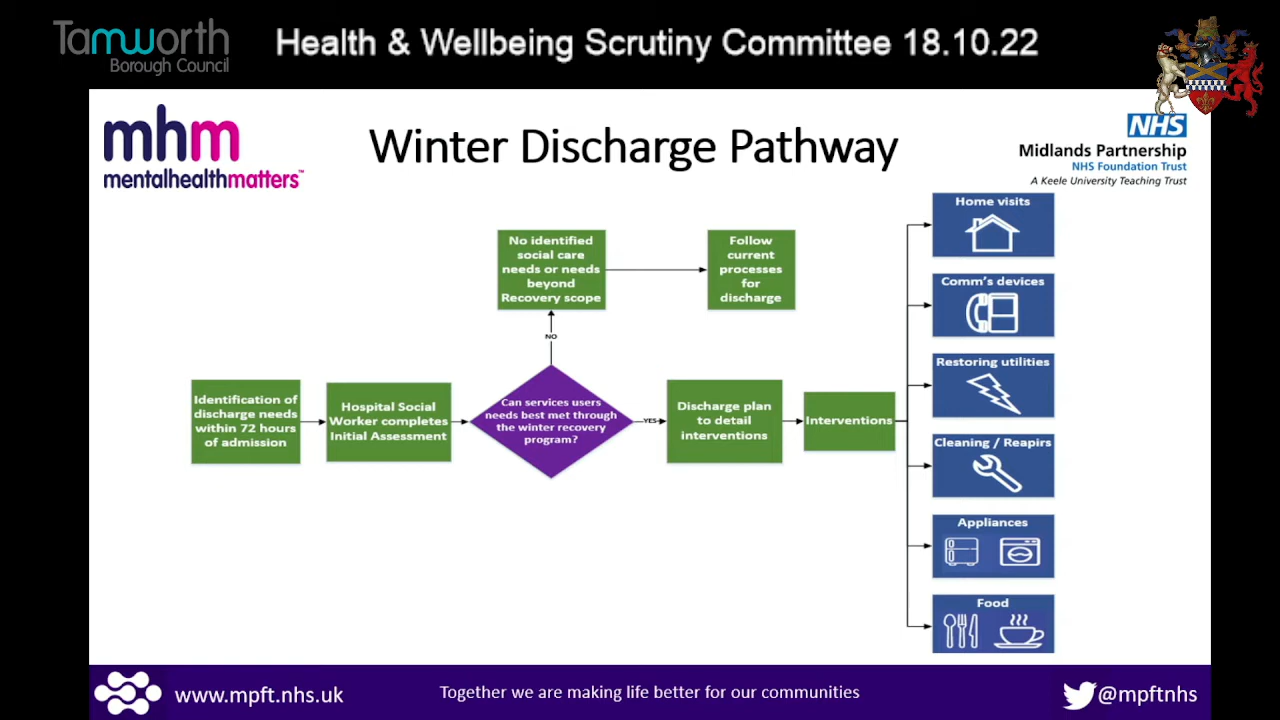 Tamworth
Borough Council
Health & Wellbeing Scrutiny Committee 18.10.22
mhm
mentalhealthmatters™
Winter Discharge Pathway
NHS
Midlands Partnership
NHS Foundation Trust
A Keele University Teaching Trust
No identified
social care
needs or needs
beyond
Recovery scope
Follow
current
processes
for
discharge
NO
Identification of
discharge needs
within 72 hours
of admission
Hospital Social
Worker completes
Initial Assessment
Can services users
needs best met through
the winter recovery
program?
YES
Discharge plan
to detail
interventions
Interventions
Home visits
Comm's devices
Restoring utilities
Cleaning / Reapirs
Appliances
Food
www.mpft.nhs.uk
Together we are making life better for our communities
@mpftnhs